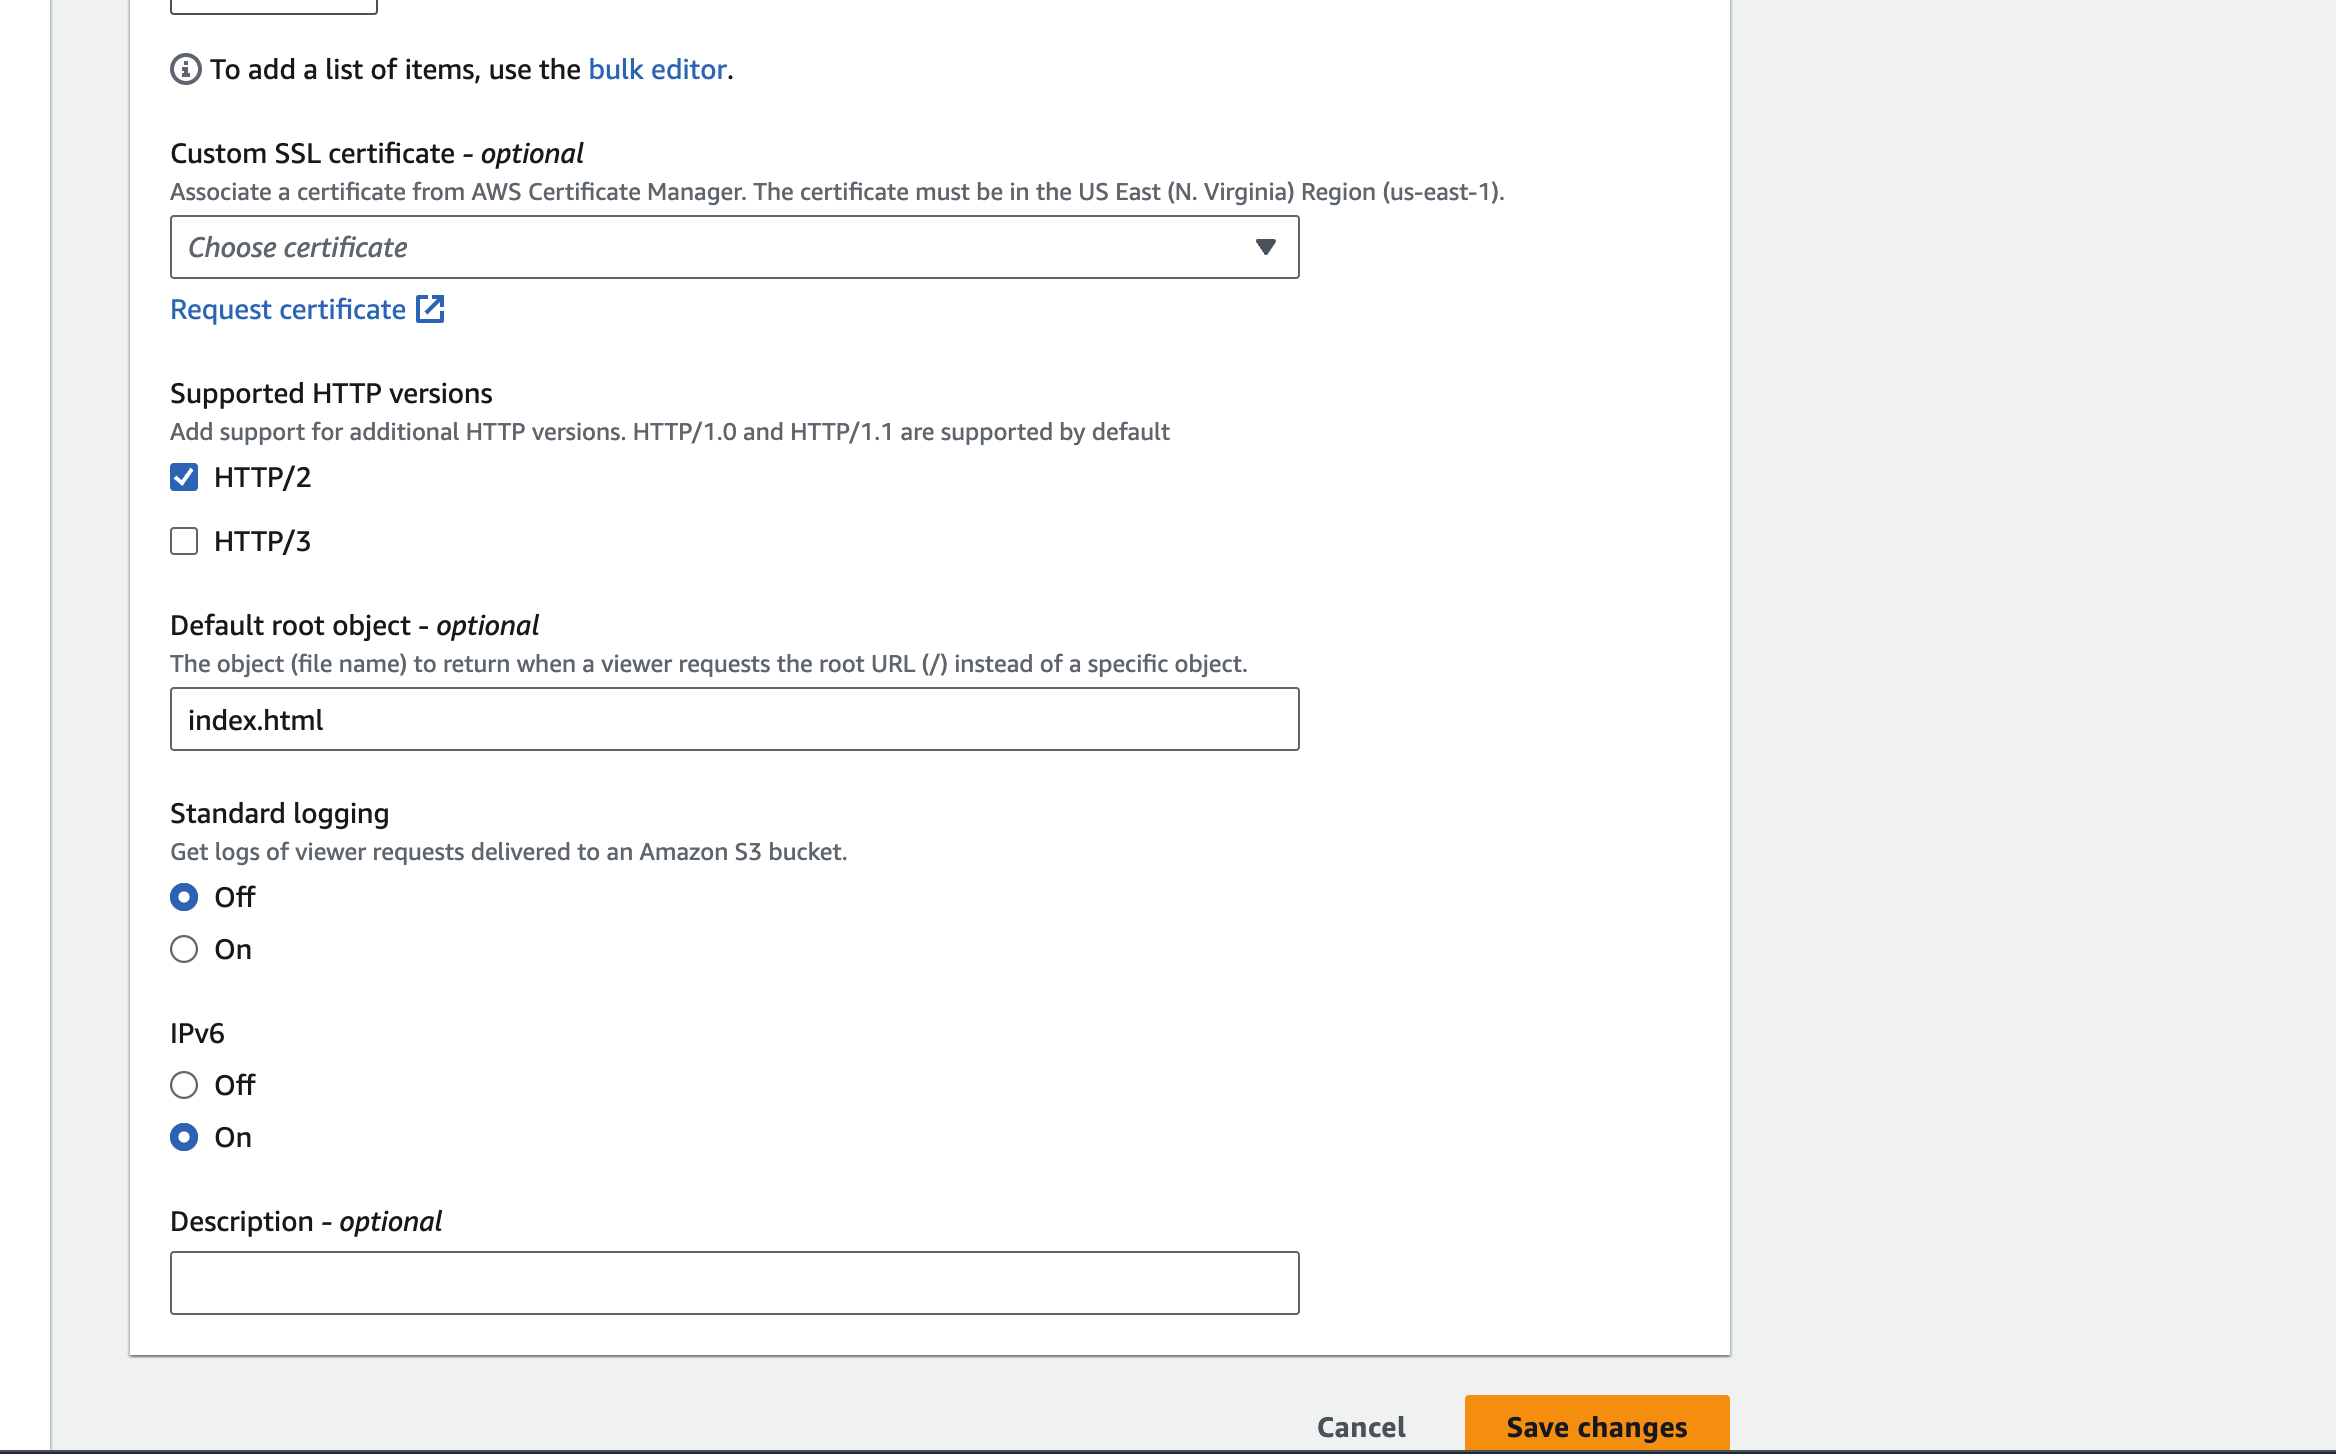 To add a list of items, use the bulk editor.
Custom SSL certificate - optional
Associate a certificate from AWS Certificate Manager. The certificate must be in the US East (N. Virginia) Region (us-east-1).
Choose certificate
Request certificate
Supported HTTP versions
Add support for additional HTTP versions. HTTP/1.0 and HTTP/1.1 are supported by default
HTTP/2
HTTP/3
Default root object - optional
The object (file name) to return when a viewer requests the root URL (/) instead of a specific object.
index.html
Standard logging
Get logs of viewer requests delivered to an Amazon S3 bucket.
Off
On
IPv6
Off
On
Description - optional
Cancel
Save changes